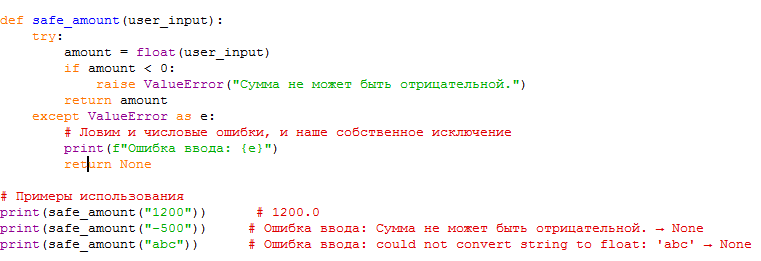 def safe_amount(user_input):
    try:
        amount = float(user_input)
        if amount < 0:
            raise ValueError("Сумма не может быть отрицательной.")
        return amount
    except ValueError as e:
        # Ловим и числовые ошибки, и наше собственное исключение
        print(f"Ошибка ввода: {e}")
        return None

# Примеры использования
print(safe_amount("1200"))      # 1200.0
print(safe_amount("-500"))     # Ошибка ввода: Сумма не может быть отрицательной. → None
print(safe_amount("abc"))      # Ошибка ввода: could not convert string to float: 'abc' → None